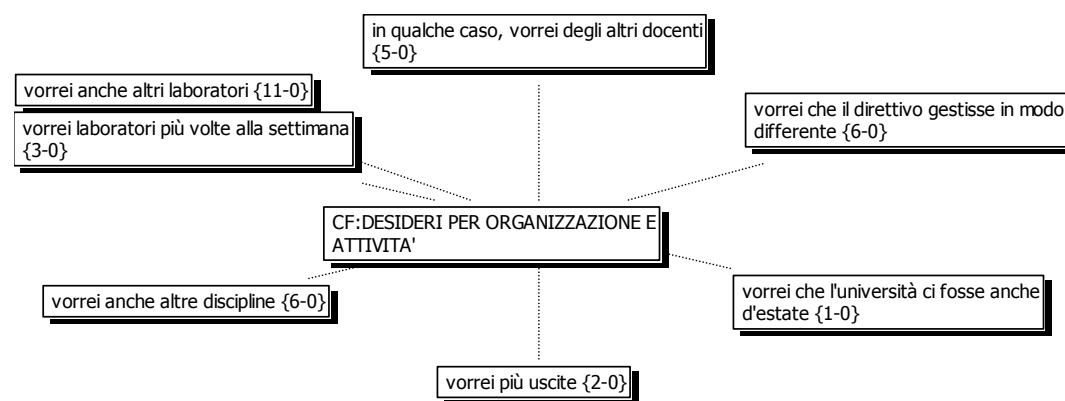 in qualche caso, vorrei degli altri docenti
{5-0}
vorrei anche altri laboratori {11-0}
vorrei laboratori più volte alla settimana
{3-0}
vorrei che il direttivo gestisse in modo
differente {6-0}
CF:DESIDERI PER ORGANIZZAZIONE E
ATTIVITA'
vorrei anche altre discipline {6-0}
vorrei che l'università ci fosse anche
d'estate {1-0}
vorrei più uscite {2-0}